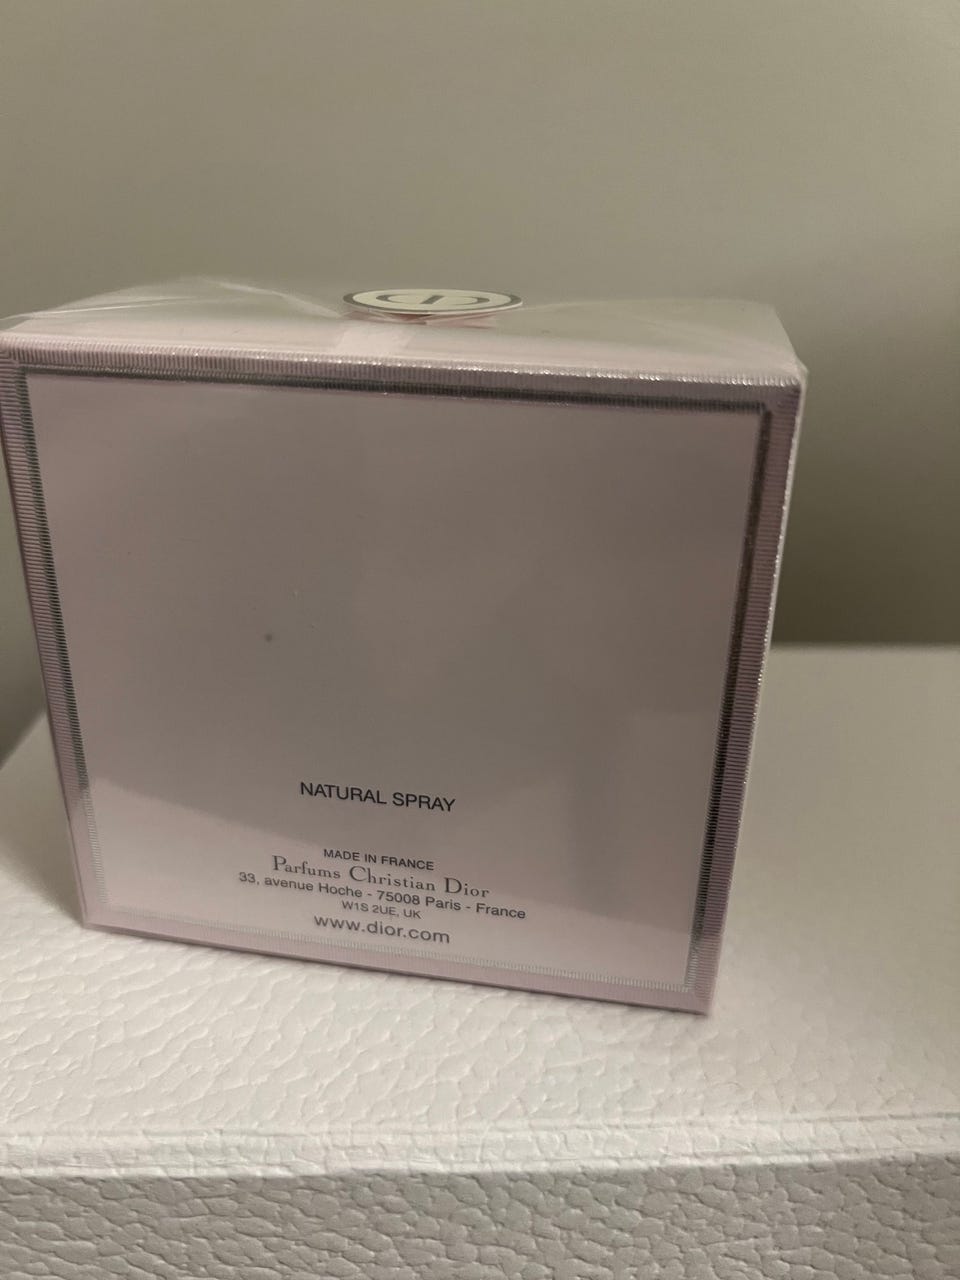 NATURAL SPRAY
MADE IN FRANCE
Parfums Christian Dior
33, avenue Hoche - 75008 Paris - France
W1S 2UE, UK
www.dior.com